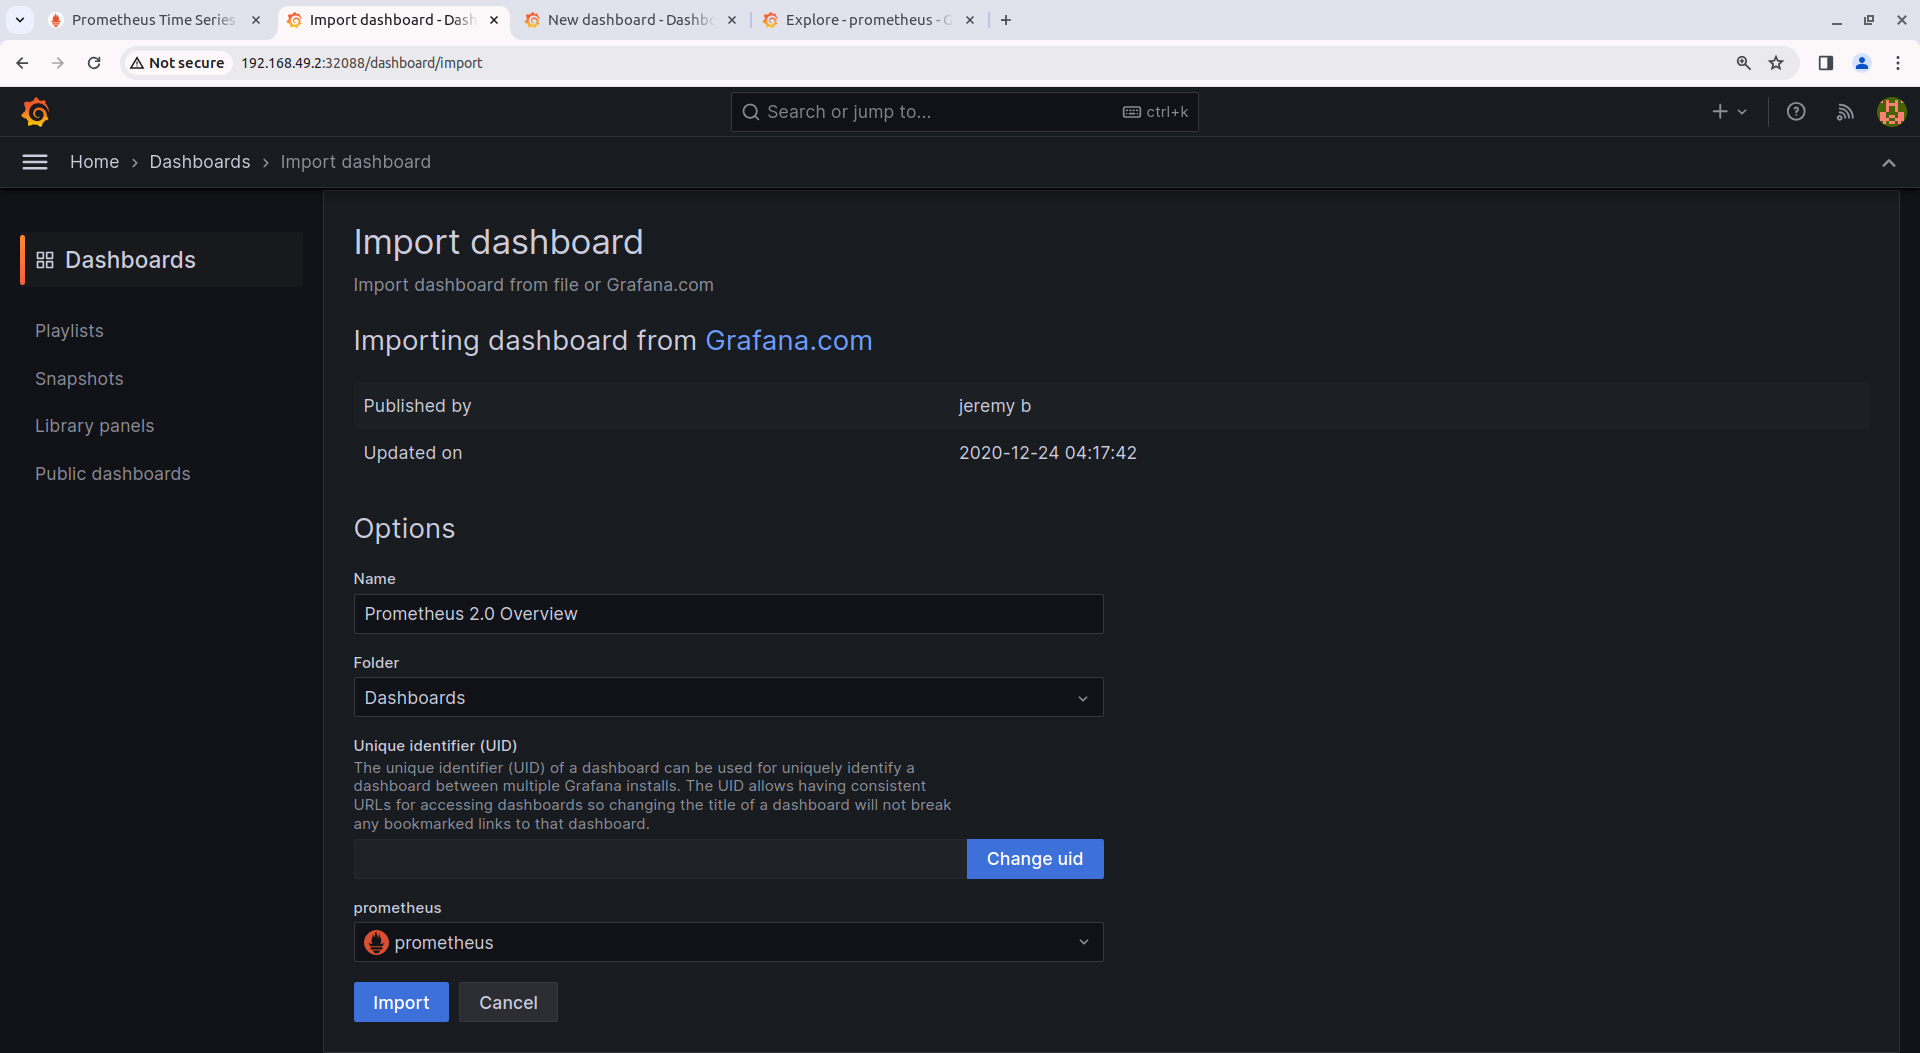 Prometheus Time Series
Import dashboard - Dash
New dashboard - Dashbo
Explore - prometheus - G
Not secure
192.168.49.2:32088/dashboard/import
Search or jump to...
ctrl+k
Home
Dashboards
Import dashboard
Dashboards
Playlists
Snapshots
Library panels
Public dashboards
Import dashboard
Import dashboard from file or Grafana.com
Importing dashboard from Grafana.com
Published by
jeremy b
Updated on
2020-12-24 04:17:42
Options
Name
Prometheus 2.0 Overview
Folder
Dashboards
Unique identifier (UID)
The unique identifier (UID) of a dashboard can be used for uniquely identify a
dashboard between multiple Grafana installs. The UID allows having consistent
URLs for accessing dashboards so changing the title of a dashboard will not break
any bookmarked links to that dashboard.
Change uid
prometheus
prometheus
Import
Cancel